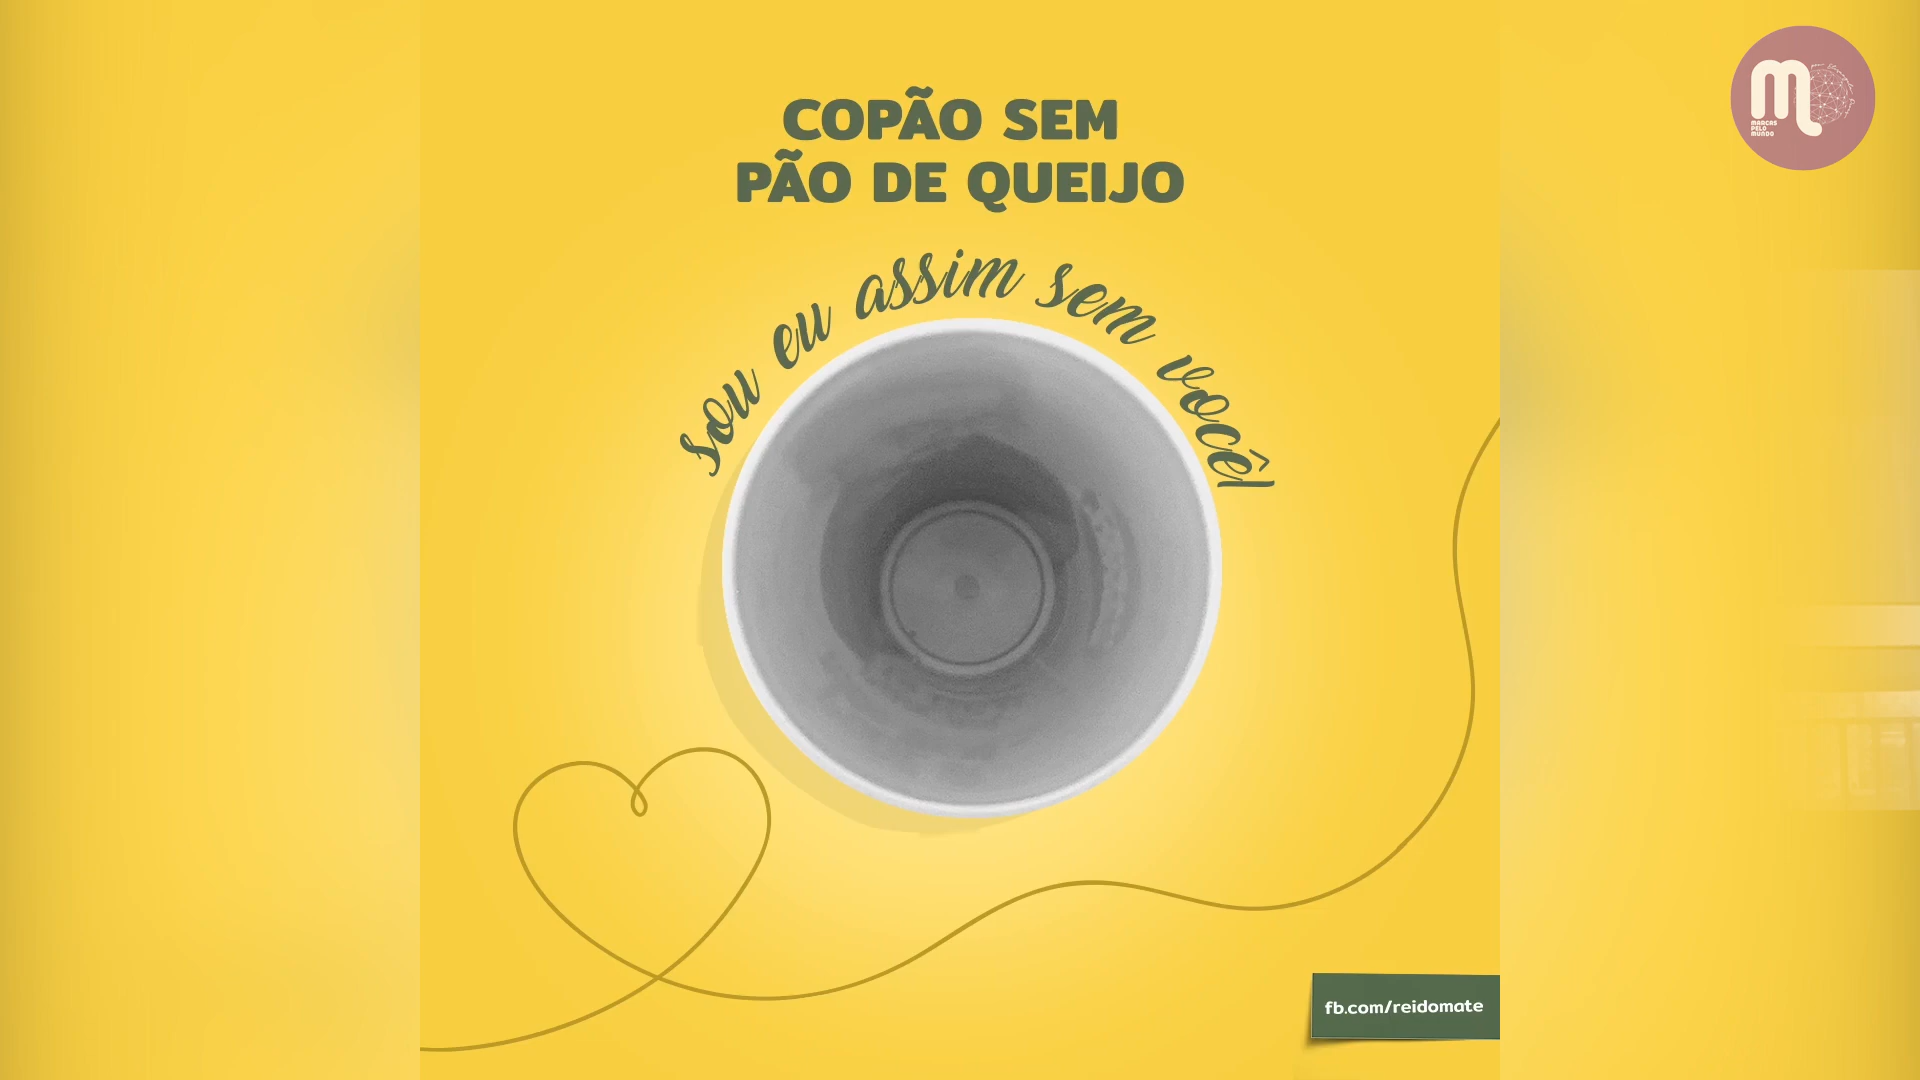 COPÃO SEM
PÃO DE QUEIJO
sou eu assim sem você!
fb.com/reidomate
MARCAS
PELO
MUNDO